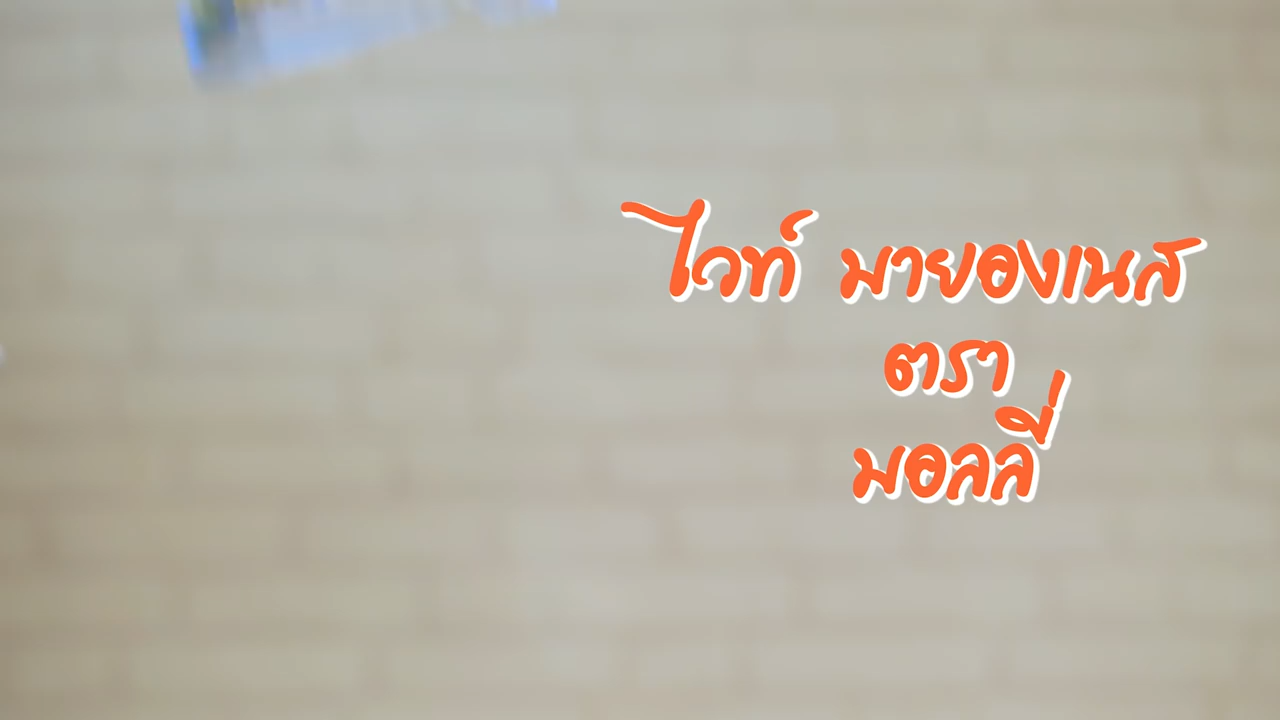 ไวท์ มายองเนส
ตรา
มอลลี่